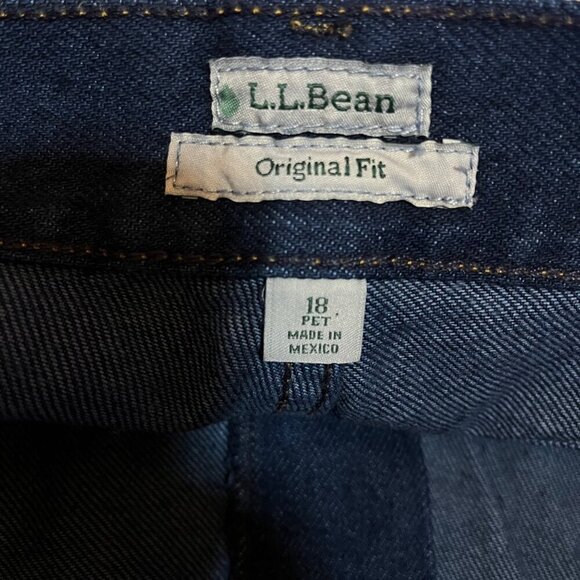 L.L.Bean
Original Fit
18
PET
MADE IN
MEXICO